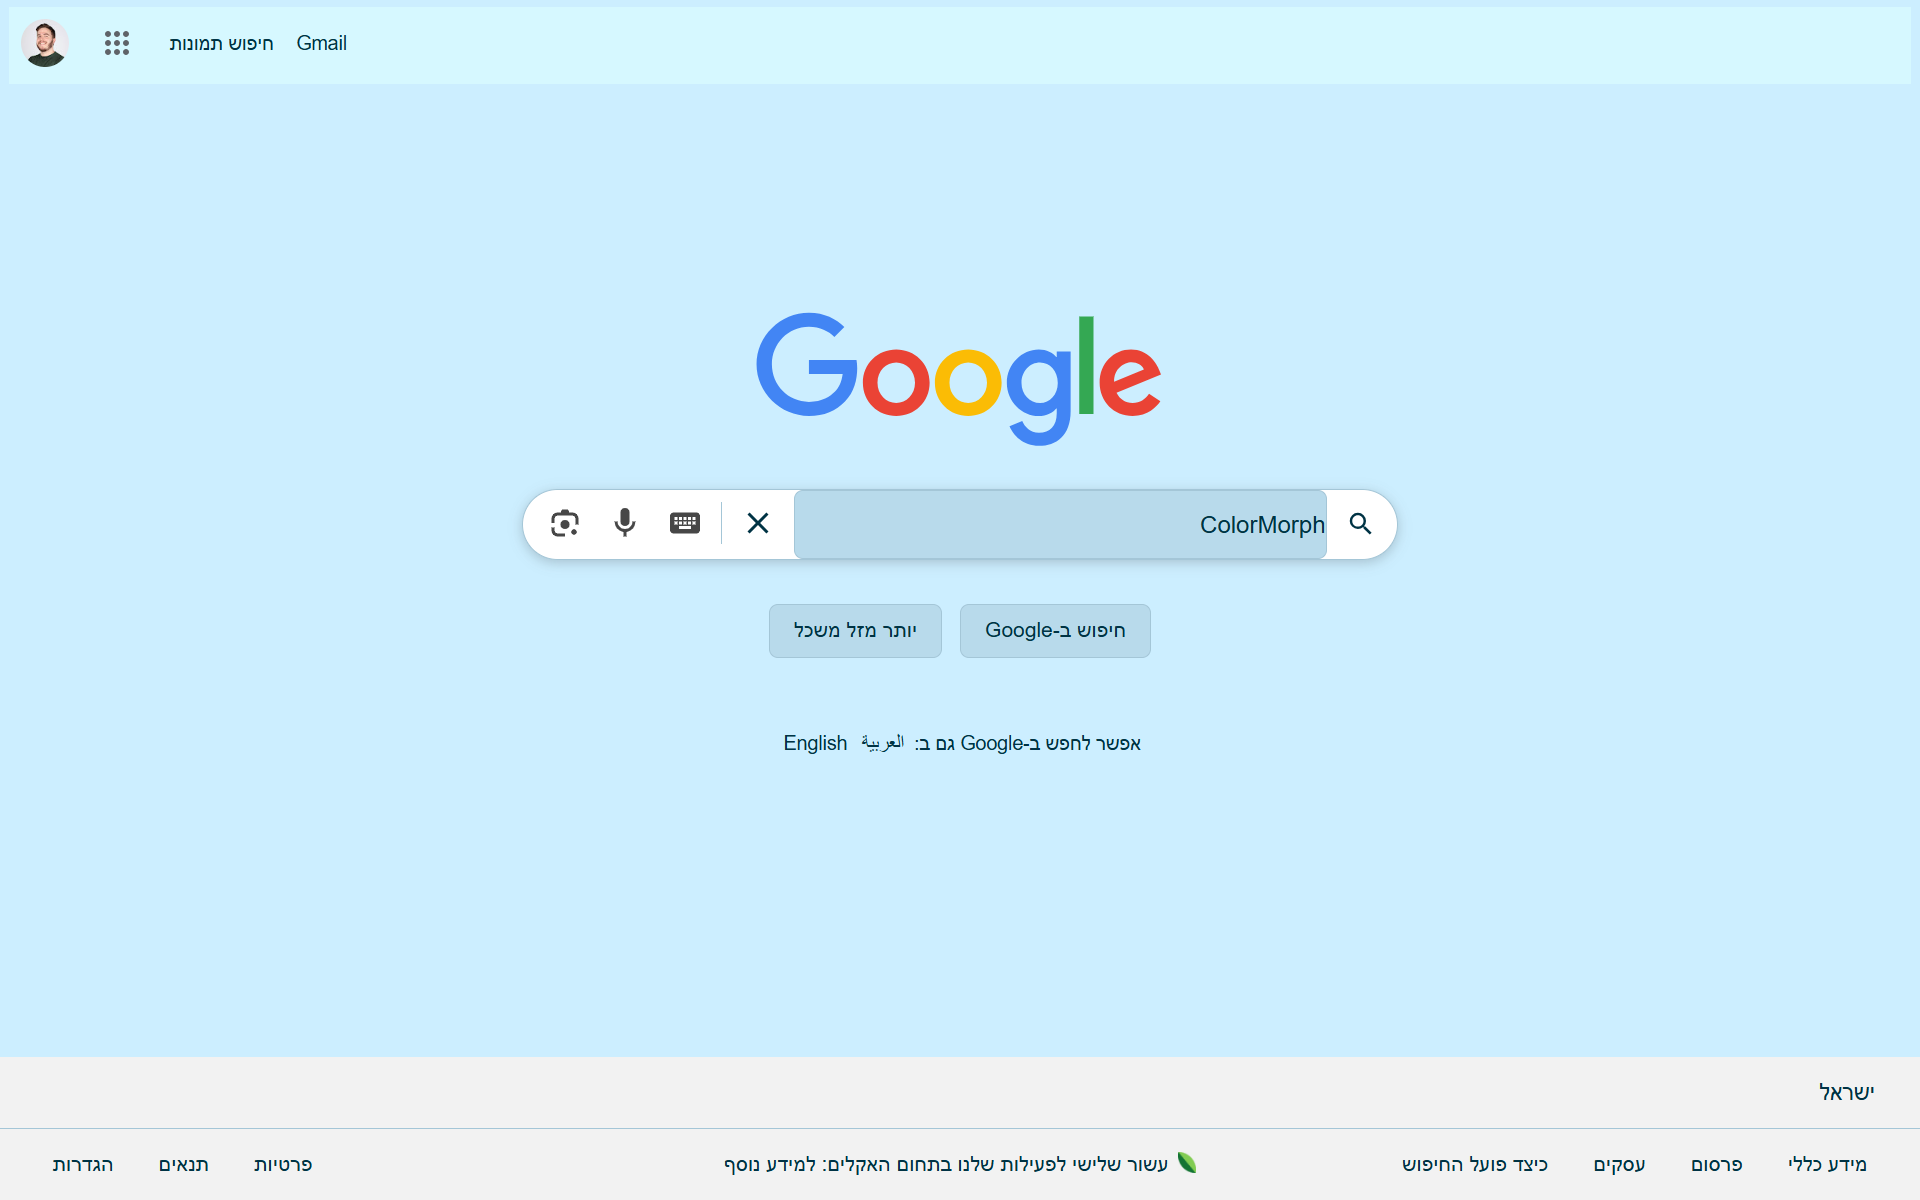 Gmail חיפוש תמונות
Google
ColorMorph
חיפוש ב-Google
יותר מזל משכל
אפשר לחפש ב-Google גם ב: العربية English
ישראל
מידע כללי פרסום עסקים כיצד פועל החיפוש
עשור שלישי לפעילות שלנו בתחום האקלים: למידע נוסף
פרטיות תנאים הגדרות